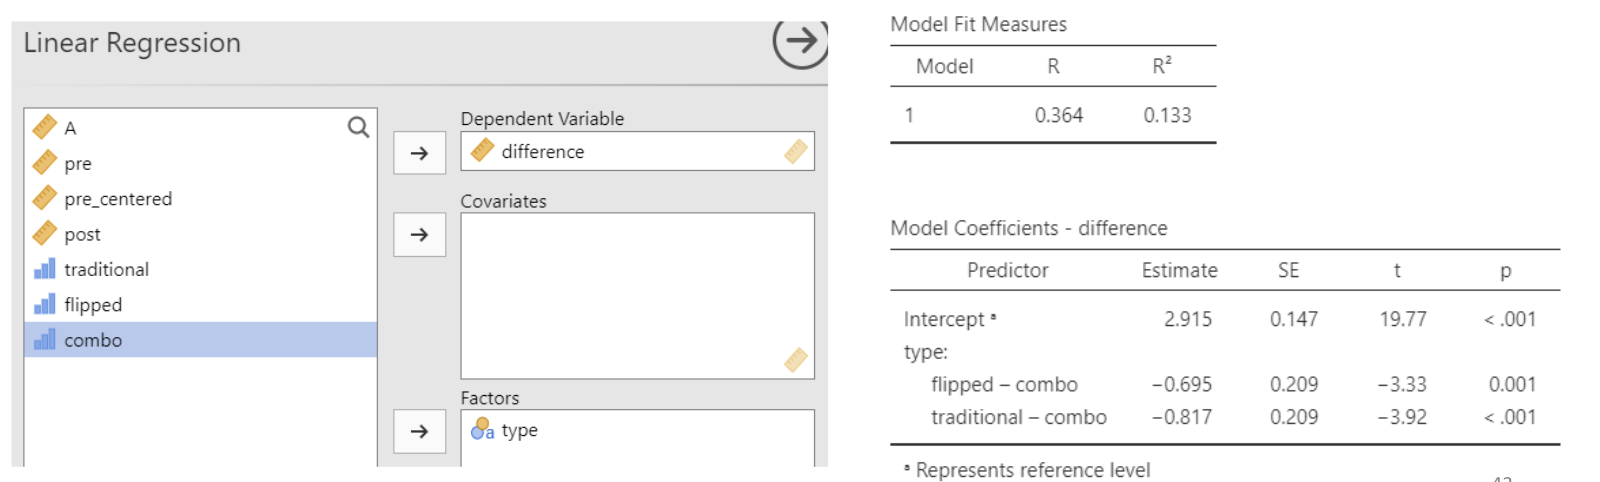 Linear Regression
A
pre
pre_centered
post
traditional
flipped
combo
Dependent Variable
difference
Covariates
Factors
a type
Model Fit Measures
Model R R²
1 0.364 0.133
Model Coefficients - difference
Predictor Estimate SE t p
Intercept ᵃ 2.915 0.147 19.77 < .001
type:
flipped – combo −0.695 0.209 −3.33 0.001
traditional – combo −0.817 0.209 −3.92 < .001
ᵃ Represents reference level